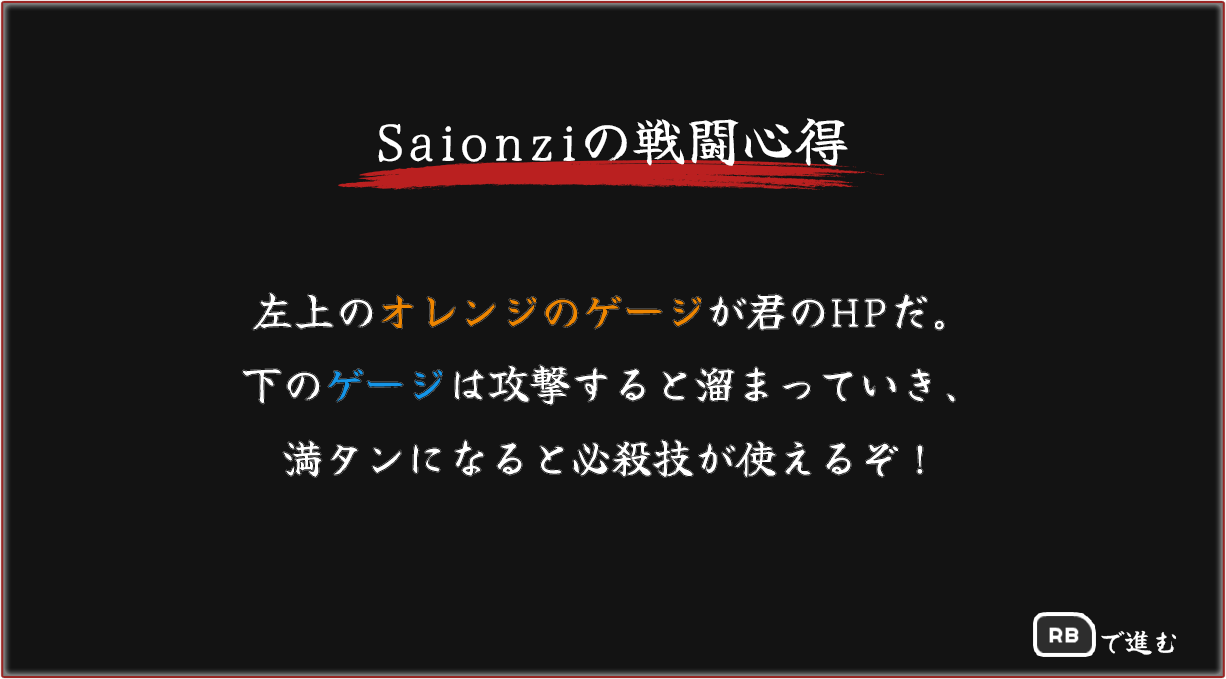 Saionziの戦闘心得
左上のオレンジのゲージが君のHPだ。
下のゲージは攻撃すると溜まっていき、
満タンになると必殺技が使えるぞ！
RBで進む